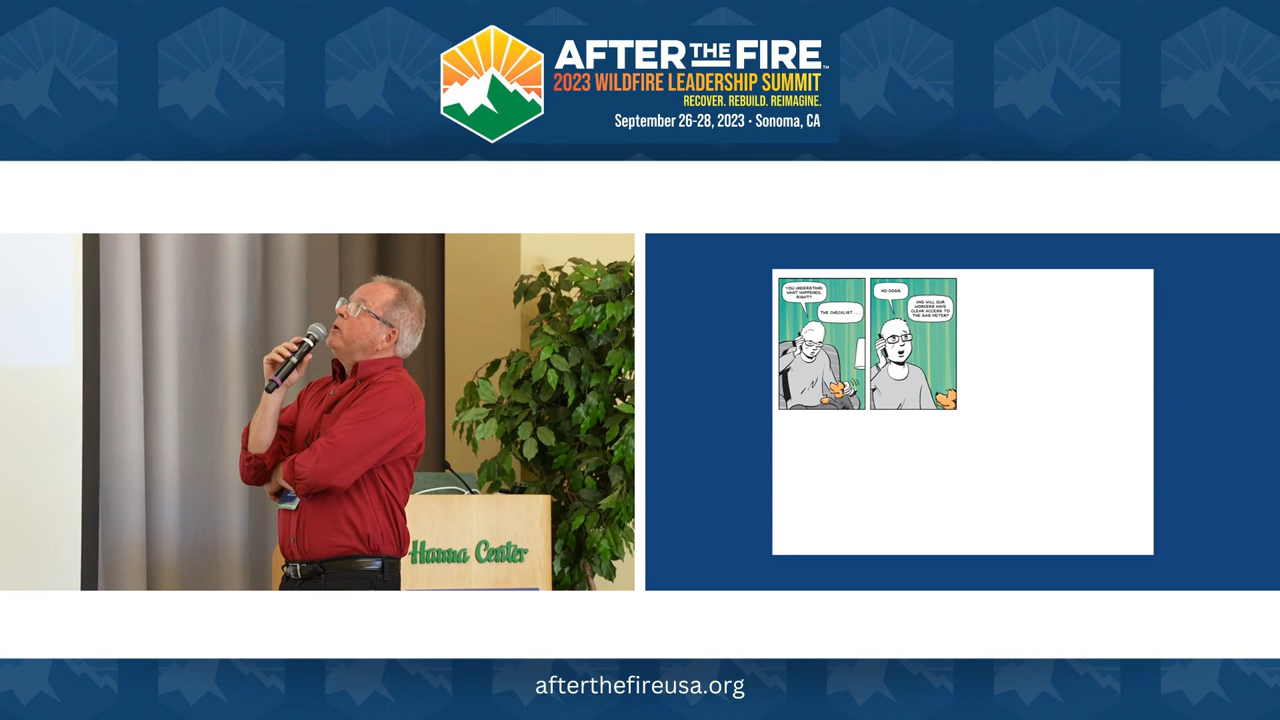 AFTER THE FIRE™
2023 WILDFIRE LEADERSHIP SUMMIT
RECOVER. REBUILD. REIMAGINE.
September 26-28, 2023 • Sonoma, CA
Hanna Center
YOU UNDERSTAND
WHAT HAPPENED,
RIGHT?
THE CHECKLIST . . .
NO DOGS.
AND WILL OUR
WORKERS HAVE
CLEAR ACCESS TO
THE GAS METER?
afterthefireusa.org